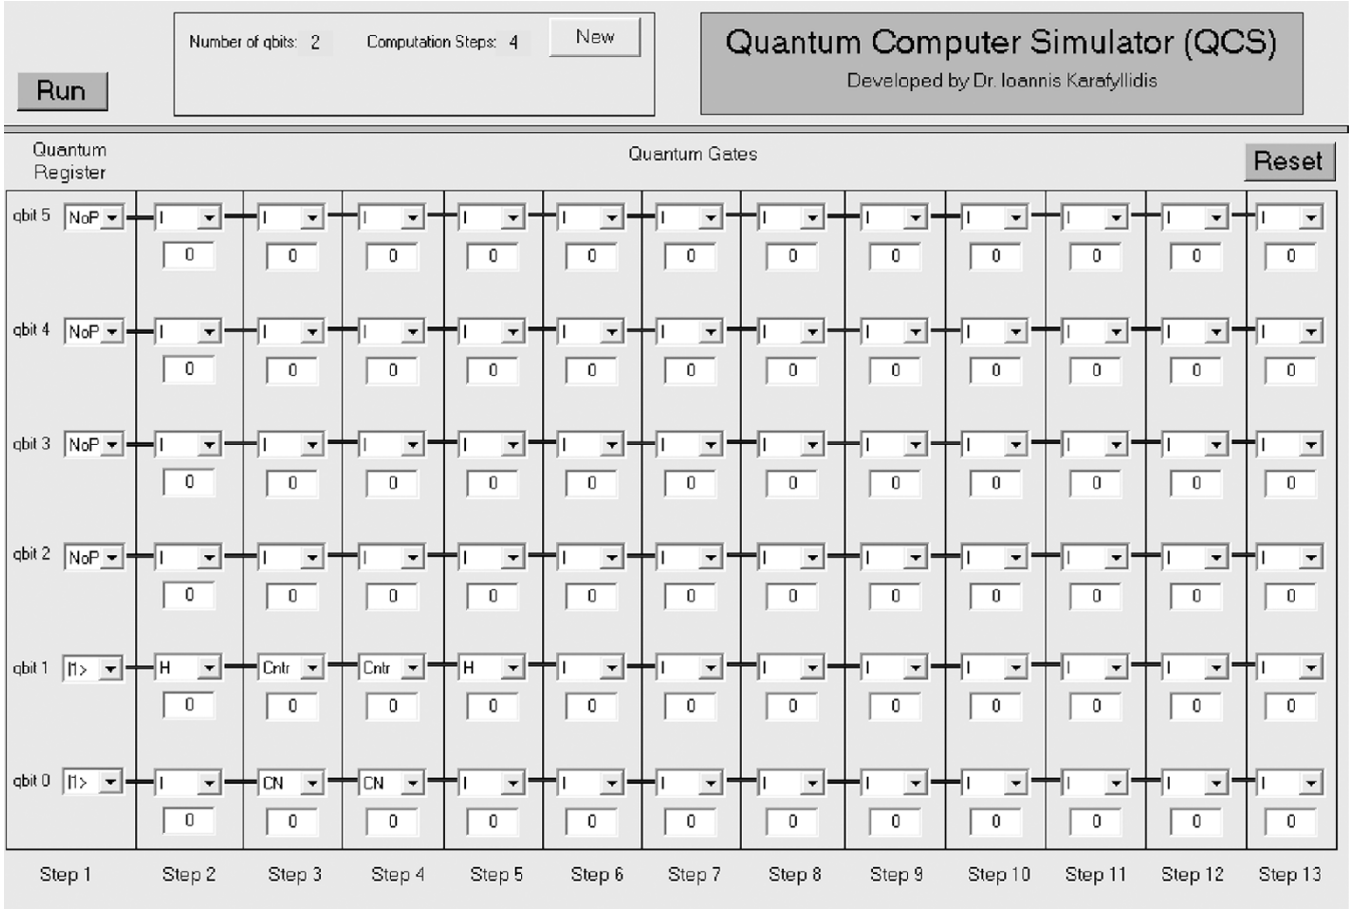 Number of qbits: 2 Computation Steps: 4 New
Quantum Computer Simulator (QCS)
Developed by Dr. Ioannis Karafyllidis
Run
Quantum
Register
Quantum Gates
Reset
qbit 5 NoP I I I I I I I I I I I I
0 0 0 0 0 0 0 0 0 0 0 0
qbit 4 NoP I I I I I I I I I I I I
0 0 0 0 0 0 0 0 0 0 0 0
qbit 3 NoP I I I I I I I I I I I I
0 0 0 0 0 0 0 0 0 0 0 0
qbit 2 NoP I I I I I I I I I I I I
0 0 0 0 0 0 0 0 0 0 0 0
qbit 1 |1> H Cntr Cntr H I I I I I I I I
0 0 0 0 0 0 0 0 0 0 0 0
qbit 0 |1> I CN CN I I I I I I I I I
0 0 0 0 0 0 0 0 0 0 0 0
Step 1 Step 2 Step 3 Step 4 Step 5 Step 6 Step 7 Step 8 Step 9 Step 10 Step 11 Step 12 Step 13